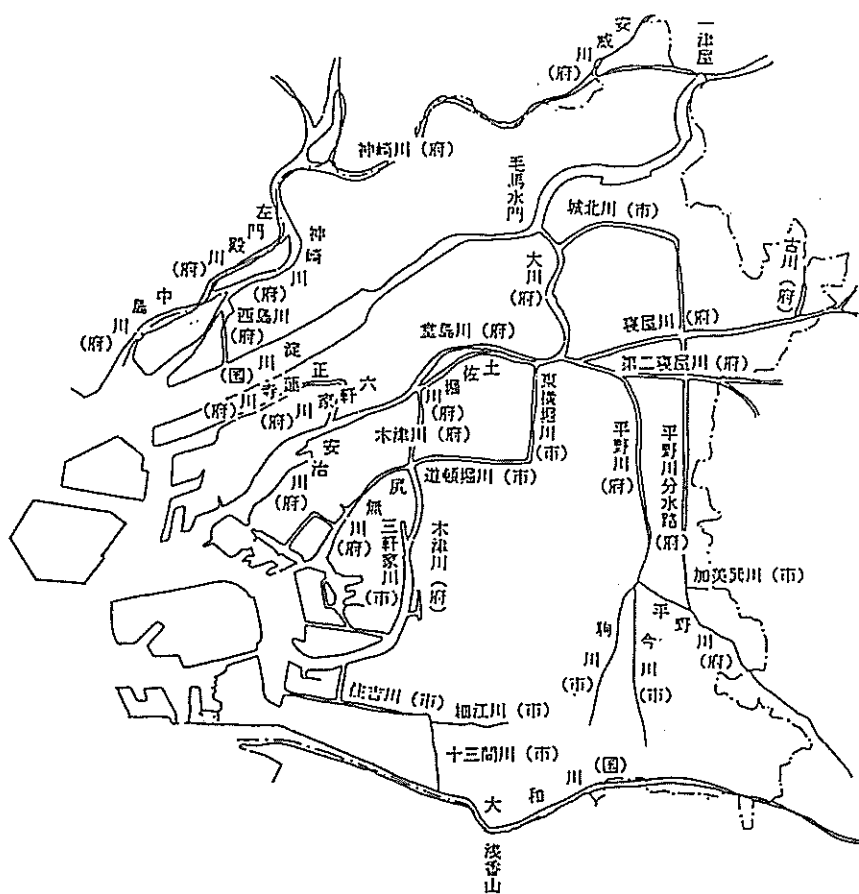 一津屋
安威川（府）
神崎川（府）
毛馬水門
城北川（市）
左門殿川（府）
神崎川（府）
古川（府）
大川（府）
中島川（府）
西島川（府）
堂島川（府）
寝屋川（府）
淀川（国）
第二寝屋川（府）
正蓮寺川（府）
六軒家川（府）
土佐堀川（府）
東横堀川（市）
木津川（府）
平野川（府）
平野川分水路（府）
安治川（府）
道頓堀川（市）
尻無川（府）
三軒家川（市）
木津川（府）
加美巽川（市）
平野川（府）
駒川（市）
今川（市）
住吉川（市）
細江川（市）
十三間川（市）
大和川（国）
浅香山